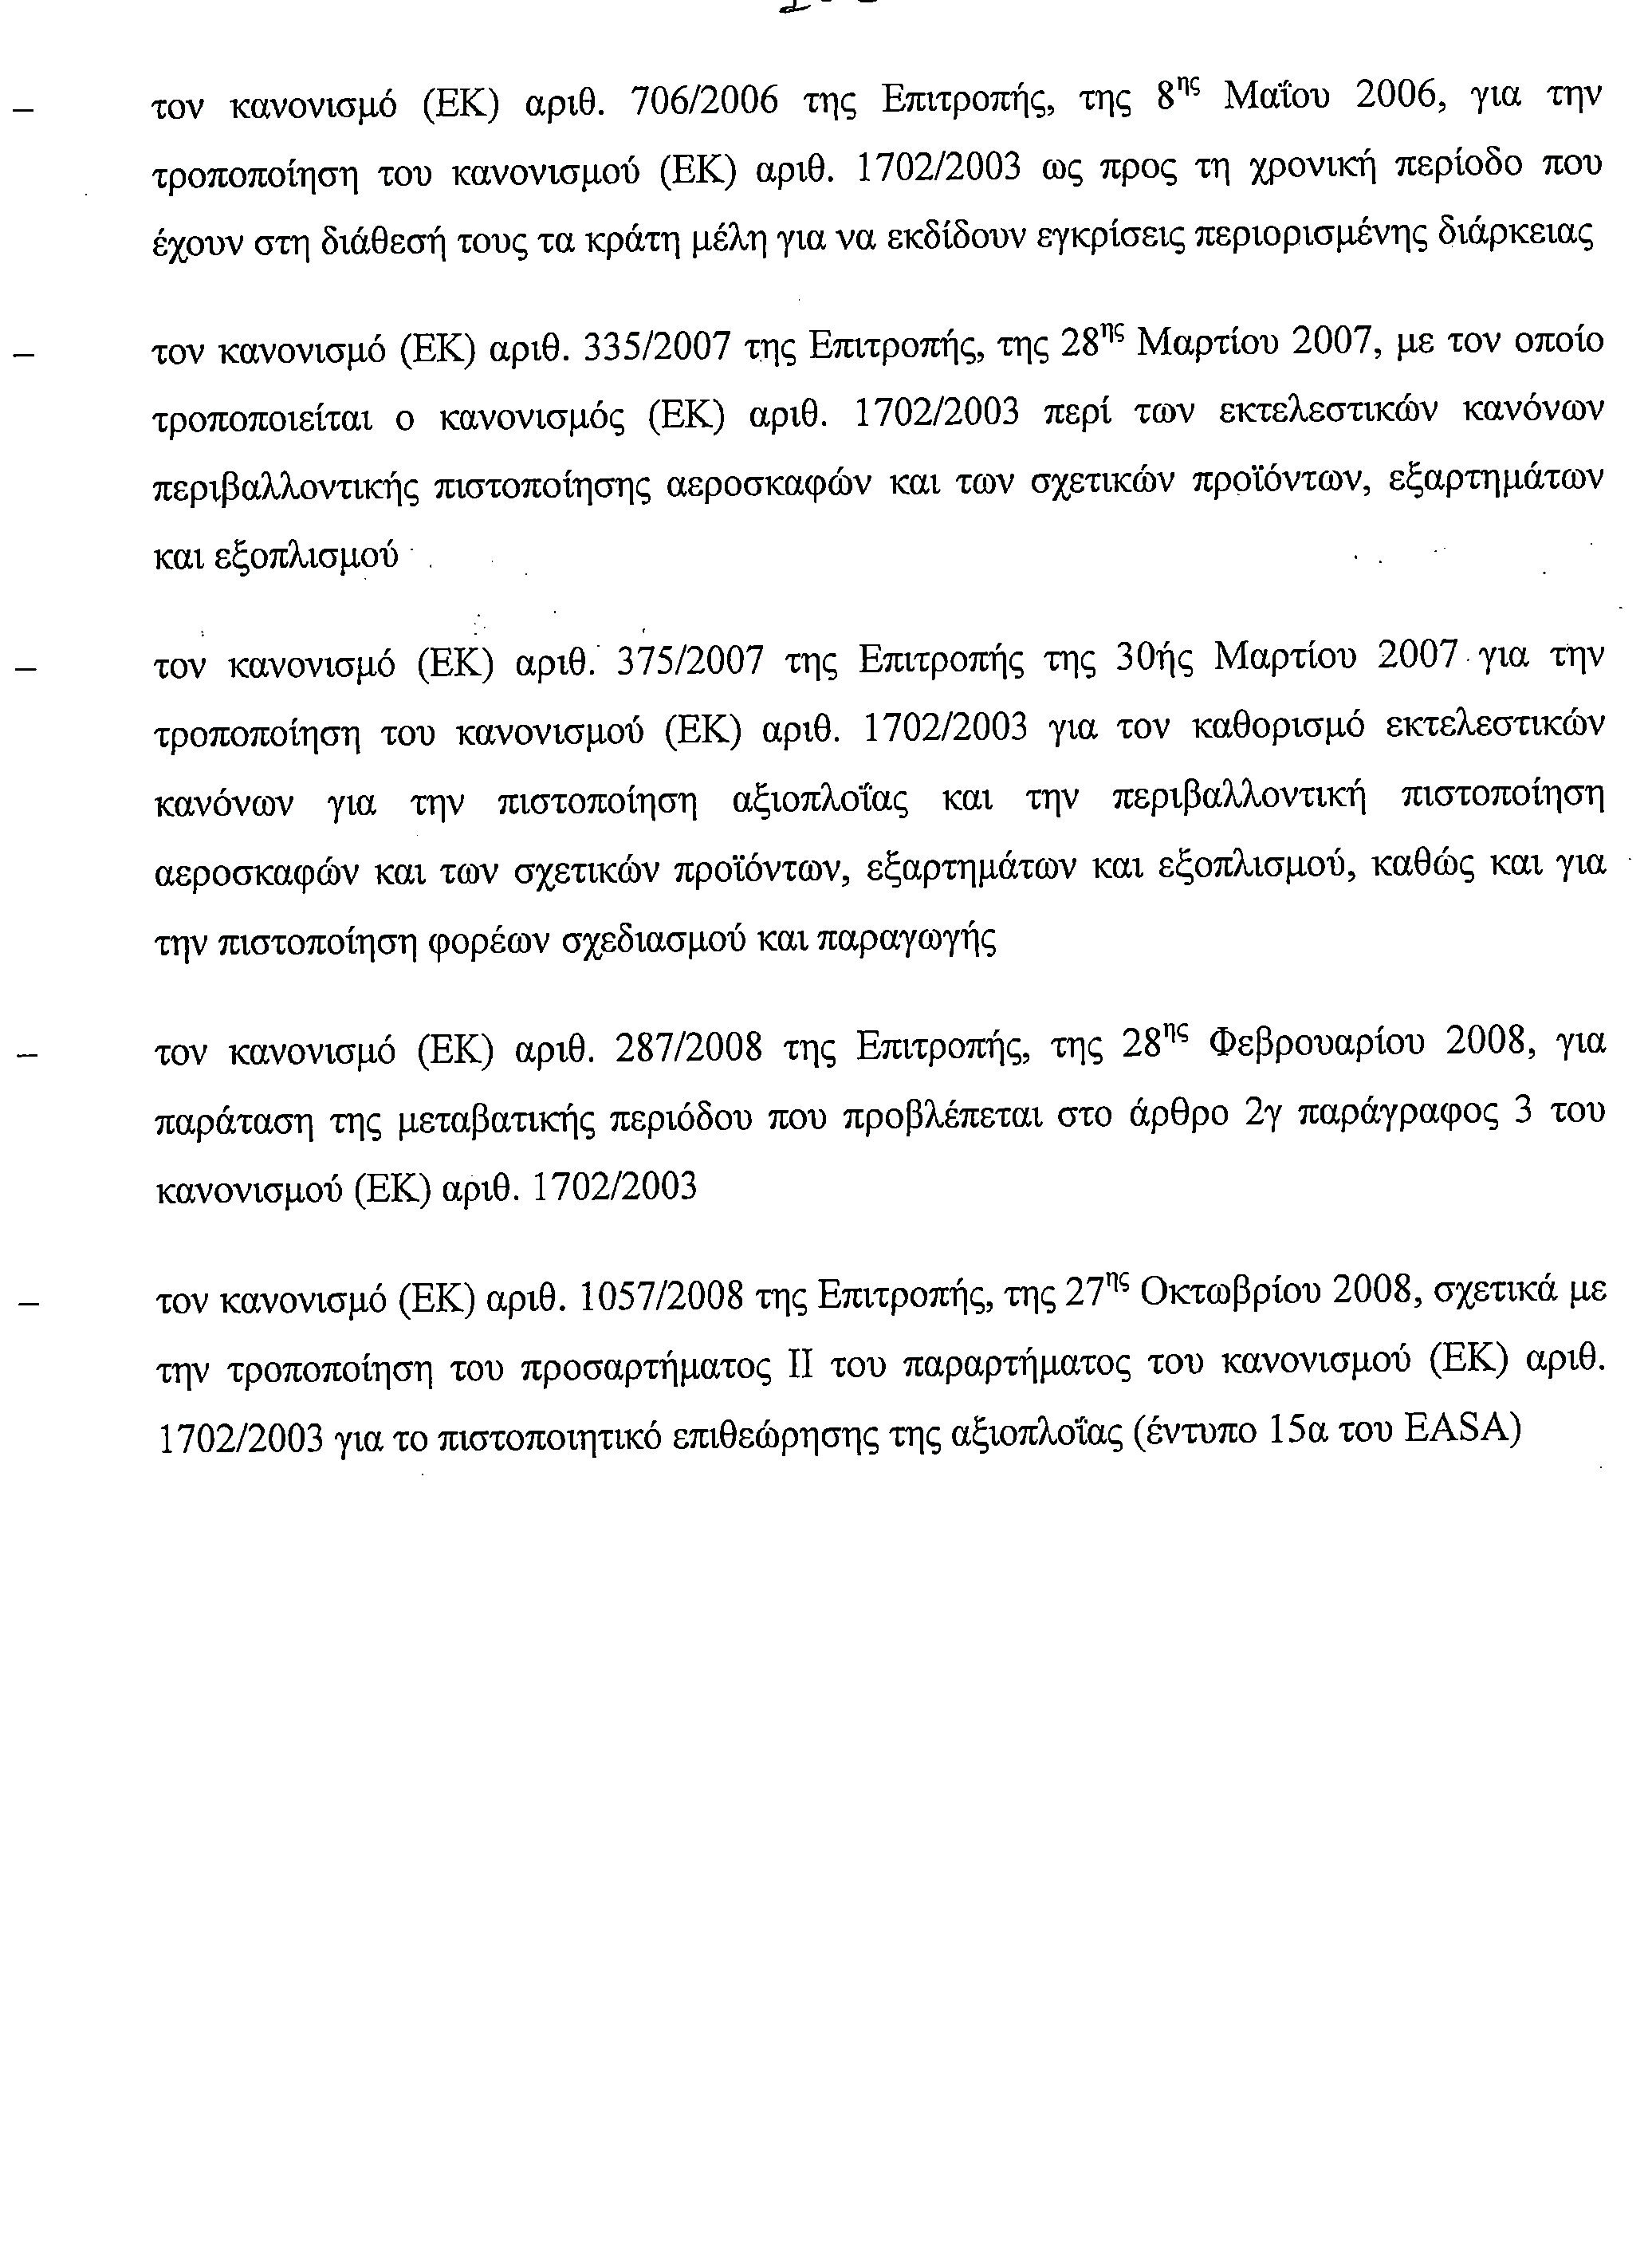 – τον κανονισμό (ΕΚ) αριθ. 706/2006 της Επιτροπής, της 8ης Μαΐου 2006, για την
τροποποίηση του κανονισμού (ΕΚ) αριθ. 1702/2003 ως προς τη χρονική περίοδο που
έχουν στη διάθεσή τους τα κράτη μέλη για να εκδίδουν εγκρίσεις περιορισμένης διάρκειας
– τον κανονισμό (ΕΚ) αριθ. 335/2007 της Επιτροπής, της 28ης Μαρτίου 2007, με τον οποίο
τροποποιείται ο κανονισμός (ΕΚ) αριθ. 1702/2003 περί των εκτελεστικών κανόνων
περιβαλλοντικής πιστοποίησης αεροσκαφών και των σχετικών προϊόντων, εξαρτημάτων
και εξοπλισμού
– τον κανονισμό (ΕΚ) αριθ. 375/2007 της Επιτροπής της 30ής Μαρτίου 2007 για την
τροποποίηση του κανονισμού (ΕΚ) αριθ. 1702/2003 για τον καθορισμό εκτελεστικών
κανόνων για την πιστοποίηση αξιοπλοΐας και την περιβαλλοντική πιστοποίηση
αεροσκαφών και των σχετικών προϊόντων, εξαρτημάτων και εξοπλισμού, καθώς και για
την πιστοποίηση φορέων σχεδιασμού και παραγωγής
– τον κανονισμό (ΕΚ) αριθ. 287/2008 της Επιτροπής, της 28ης Φεβρουαρίου 2008, για
παράταση της μεταβατικής περιόδου που προβλέπεται στο άρθρο 2γ παράγραφος 3 του
κανονισμού (ΕΚ) αριθ. 1702/2003
– τον κανονισμό (ΕΚ) αριθ. 1057/2008 της Επιτροπής, της 27ης Οκτωβρίου 2008, σχετικά με
την τροποποίηση του προσαρτήματος ΙΙ του παραρτήματος του κανονισμού (ΕΚ) αριθ.
1702/2003 για το πιστοποιητικό επιθεώρησης της αξιοπλοΐας (έντυπο 15α του EASA)